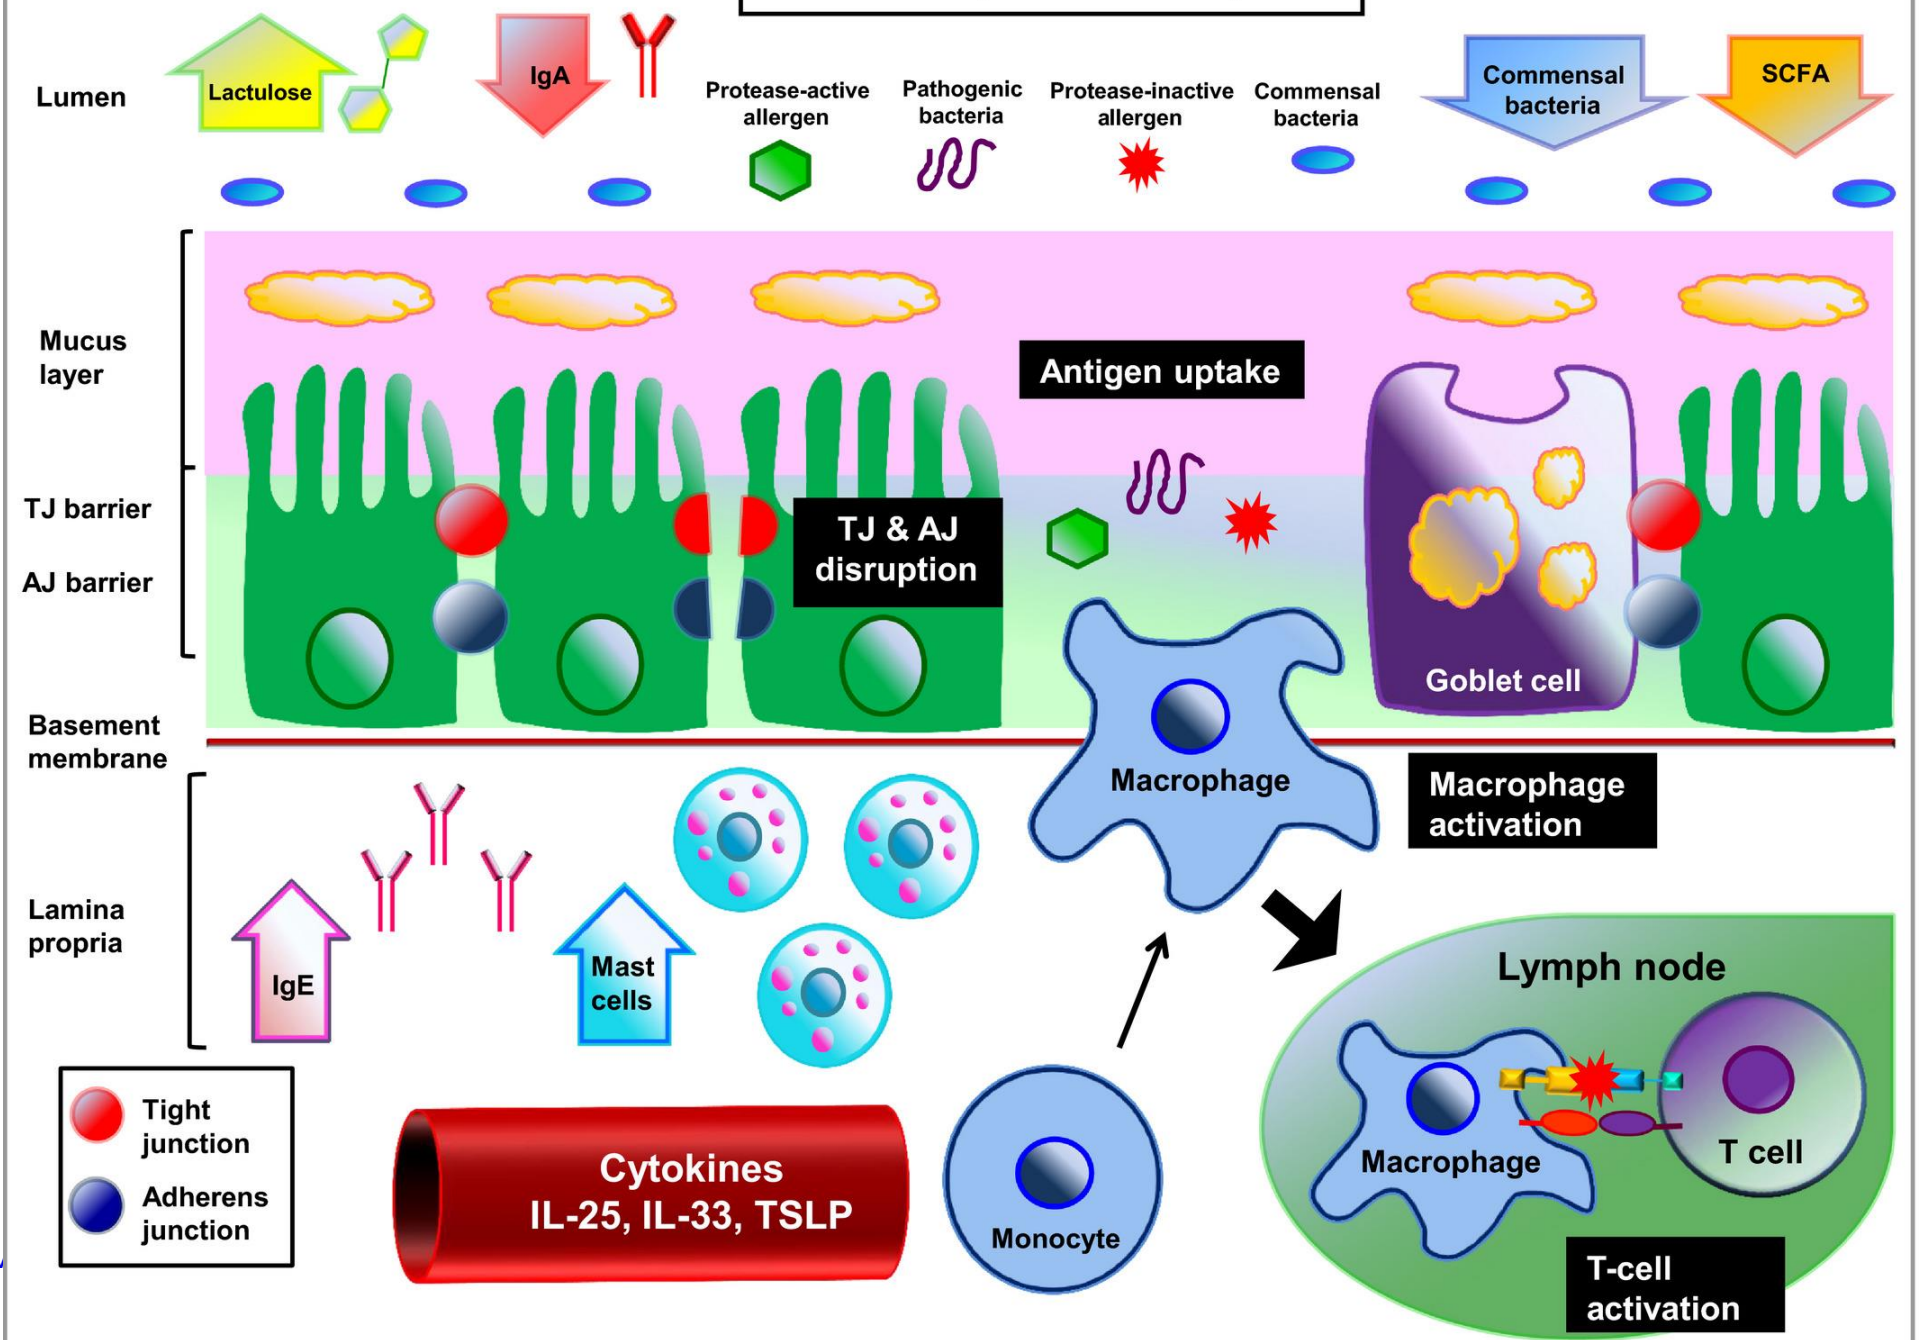 Lumen
Lactulose
IgA
Protease-active
allergen
Pathogenic
bacteria
Protease-inactive
allergen
Commensal
bacteria
Commensal
bacteria
SCFA
Mucus
layer
Antigen uptake
TJ barrier
TJ & AJ
disruption
AJ barrier
Goblet cell
Basement
membrane
Macrophage
Macrophage
activation
Lamina
propria
IgE
Mast
cells
Lymph node
Macrophage
T cell
Tight
junction
Adherens
junction
Cytokines
IL-25, IL-33, TSLP
Monocyte
T-cell
activation